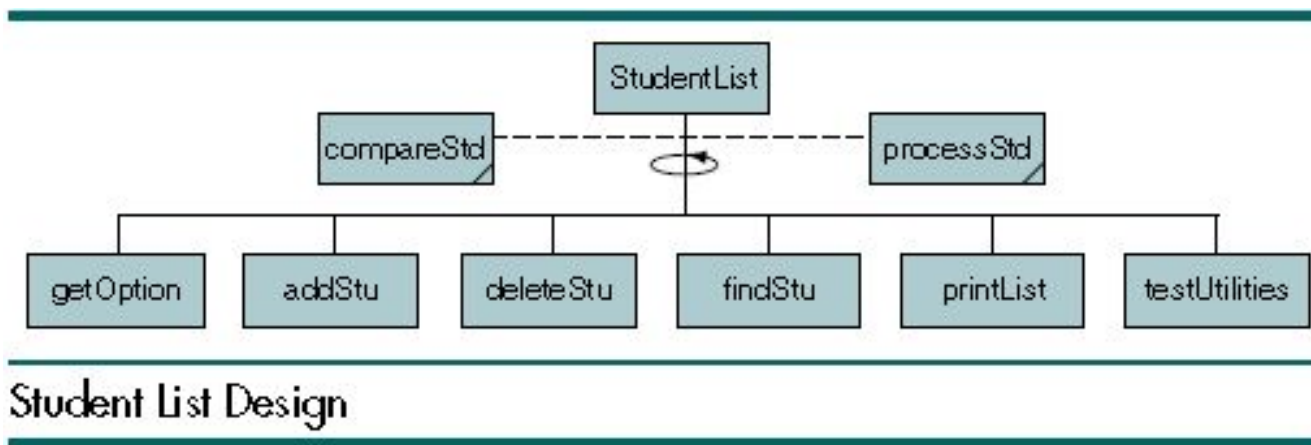 StudentList
compareStd
processStd
getOption
addStu
deleteStu
findStu
printList
testUtilities
Student List Design